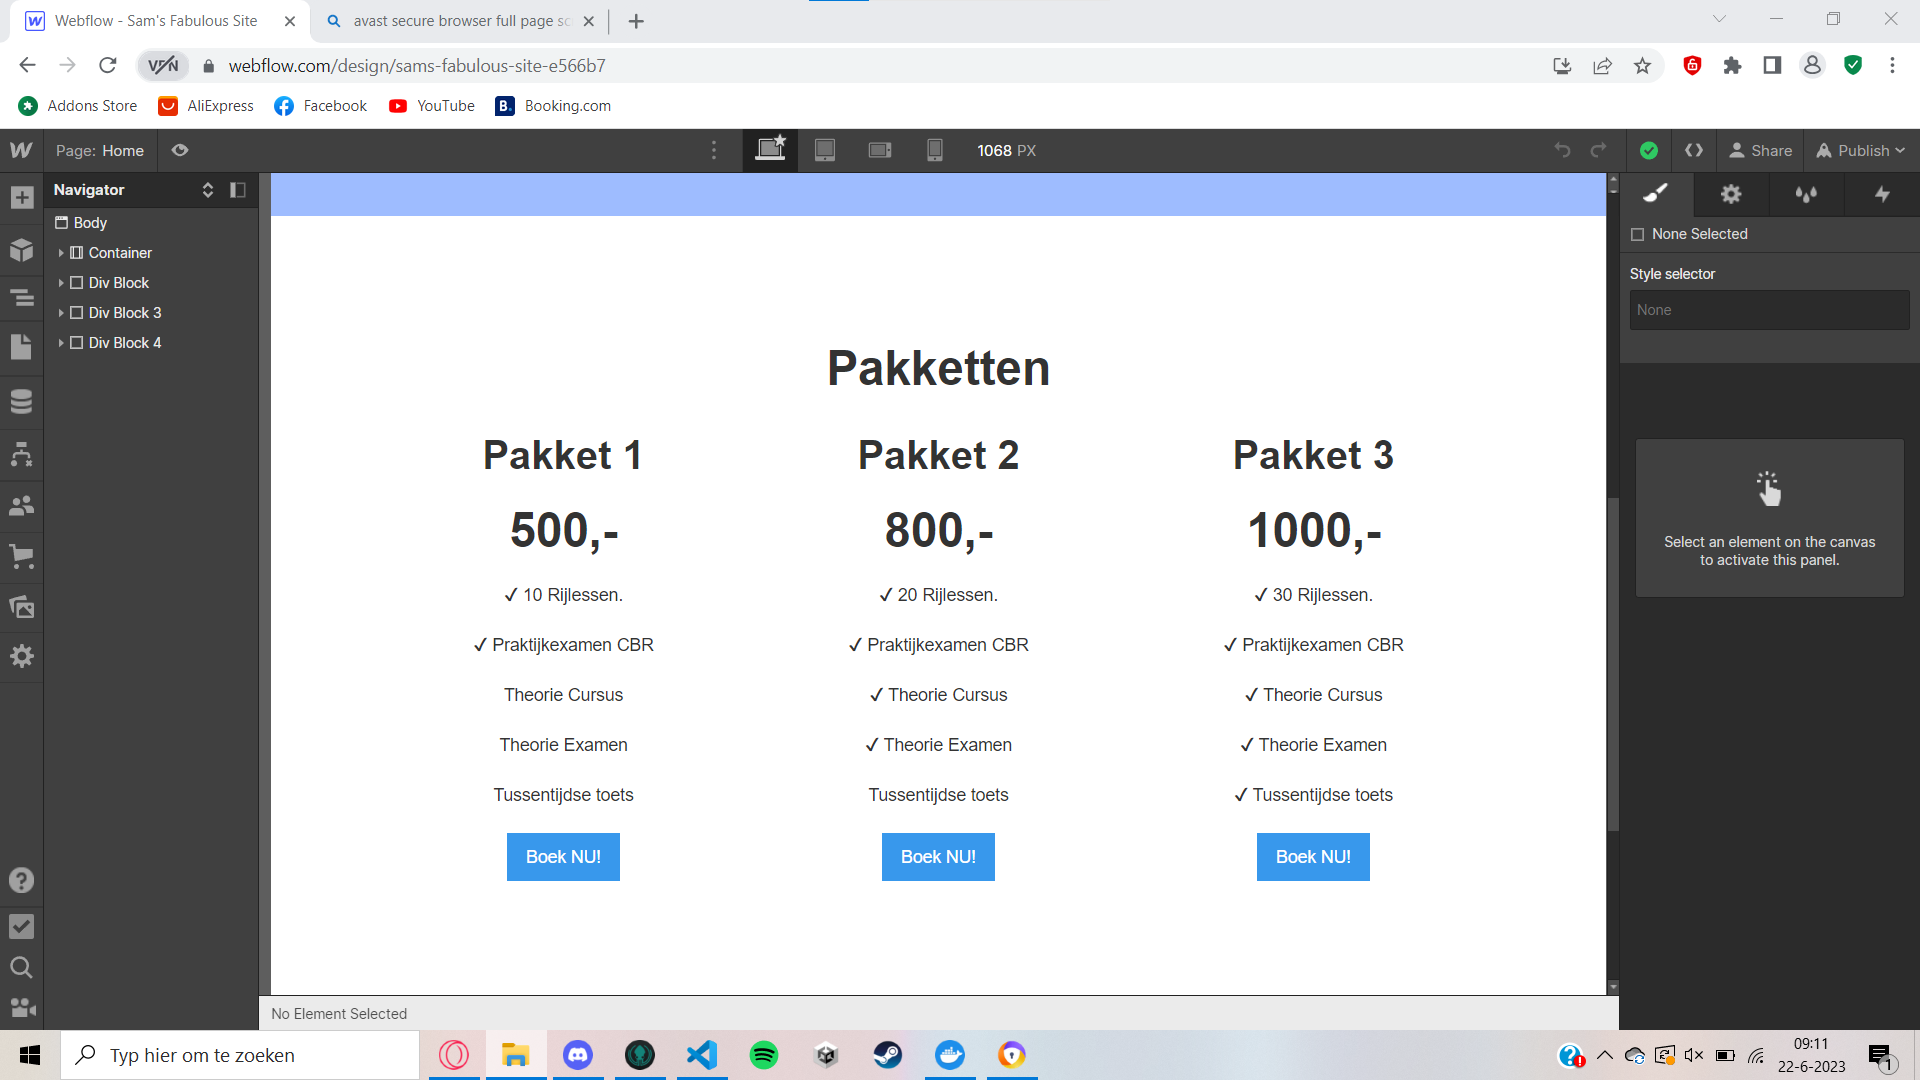 Webflow - Sam's Fabulous Site
avast secure browser full page sc
VPN
webflow.com/design/sams-fabulous-site-e566b7
Addons Store
AliExpress
Facebook
YouTube
B. Booking.com
Page: Home
1068 PX
Share
Publish
Navigator
Body
Container
Div Block
Div Block 3
Div Block 4
Pakketten
Pakket 1
500,-
✓ 10 Rijlessen.
✓ Praktijkexamen CBR
Theorie Cursus
Theorie Examen
Tussentijdse toets
Boek NU!
Pakket 2
800,-
✓ 20 Rijlessen.
✓ Praktijkexamen CBR
✓ Theorie Cursus
✓ Theorie Examen
Tussentijdse toets
Boek NU!
Pakket 3
1000,-
✓ 30 Rijlessen.
✓ Praktijkexamen CBR
✓ Theorie Cursus
✓ Theorie Examen
✓ Tussentijdse toets
Boek NU!
None Selected
Style selector
None
Select an element on the canvas
to activate this panel.
No Element Selected
Typ hier om te zoeken
09:11
22-6-2023
1